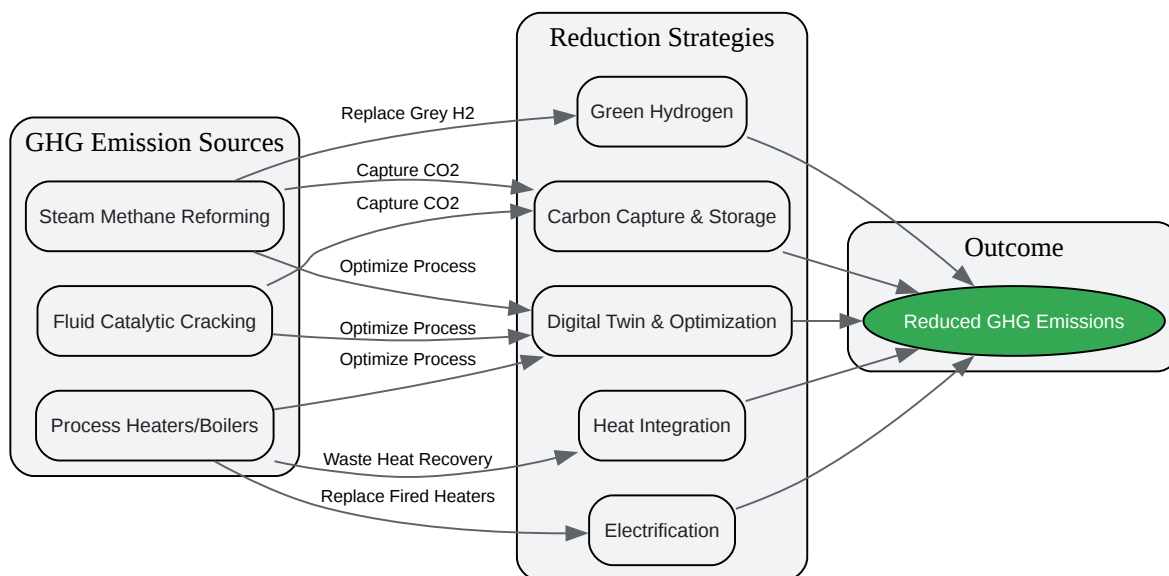 GHG Emission Sources
Steam Methane Reforming
Fluid Catalytic Cracking
Process Heaters/Boilers
Replace Grey H2
Capture CO2
Capture CO2
Optimize Process
Optimize Process
Optimize Process
Waste Heat Recovery
Replace Fired Heaters
Reduction Strategies
Green Hydrogen
Carbon Capture & Storage
Digital Twin & Optimization
Heat Integration
Electrification
Outcome
Reduced GHG Emissions